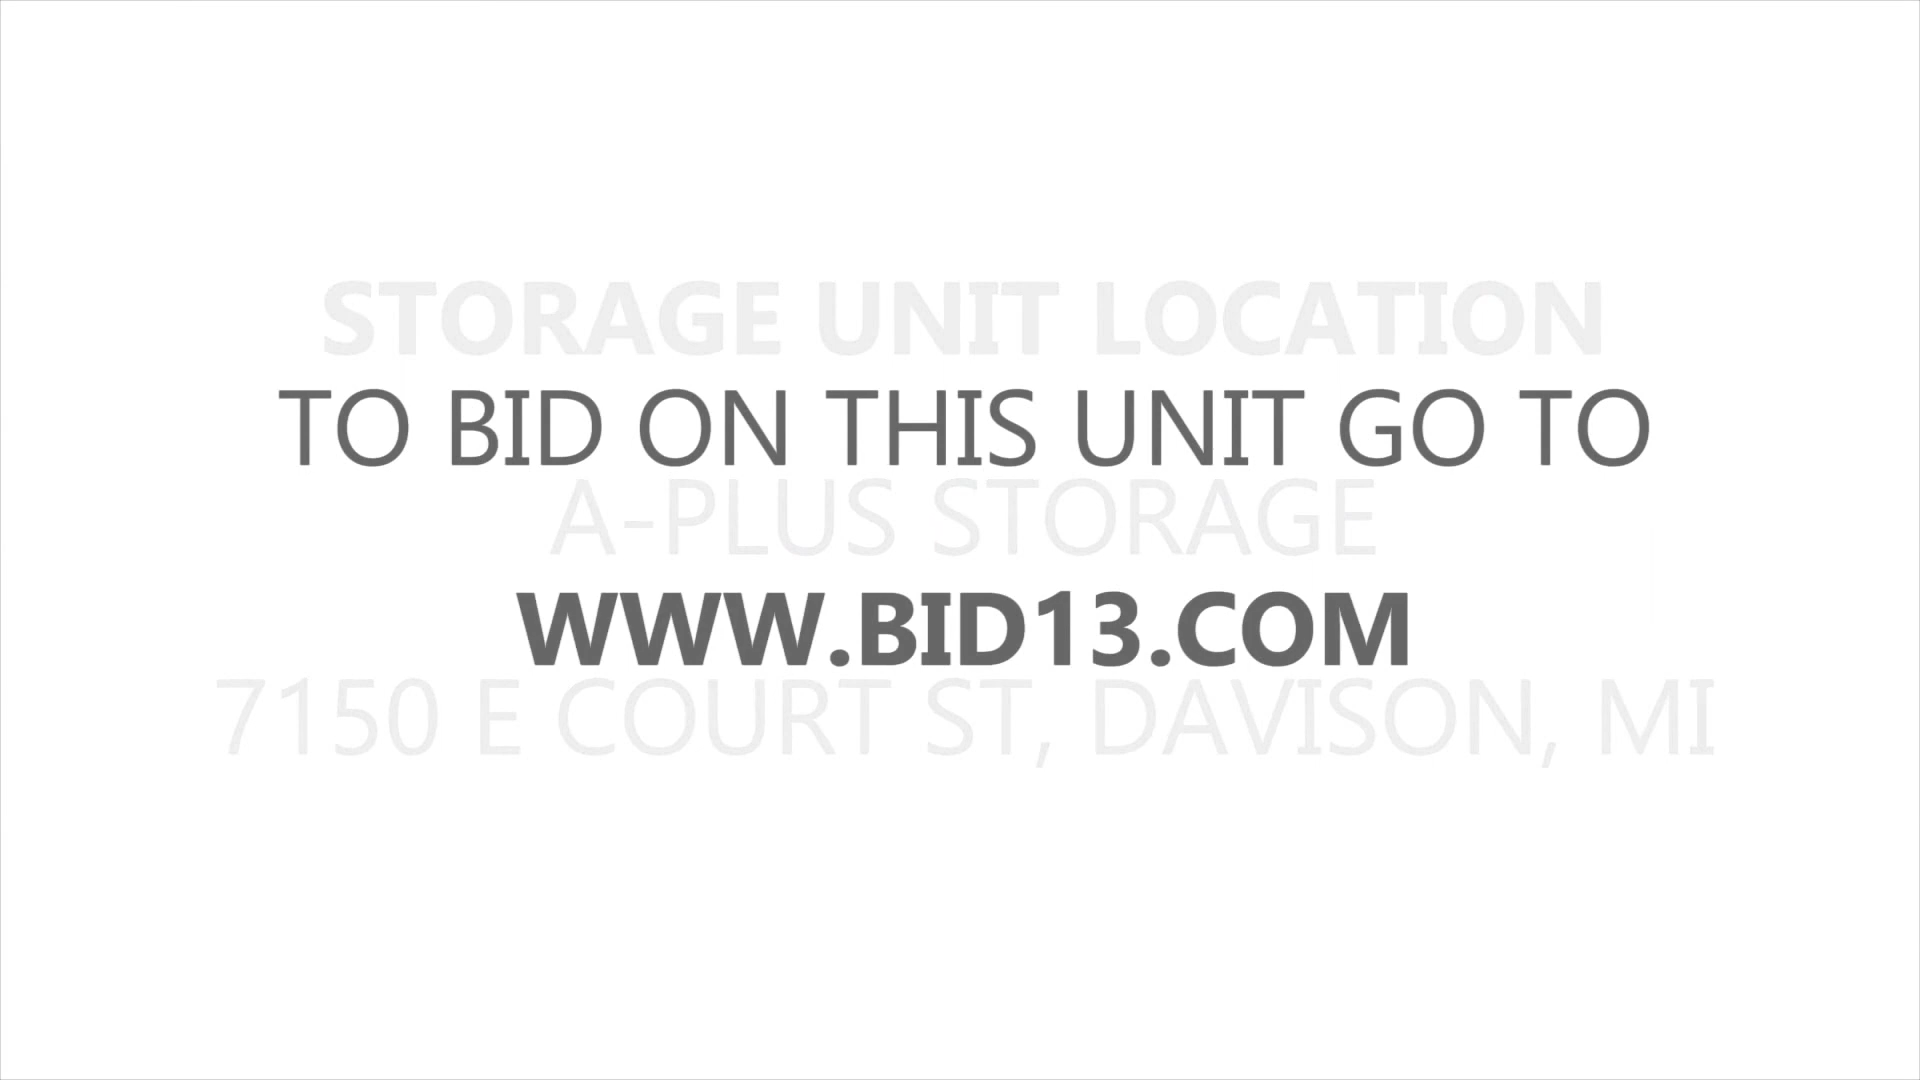 STORAGE UNIT LOCATION
TO BID ON THIS UNIT GO TO
A-PLUS STORAGE
WWW.BID13.COM
7150 E COURT ST, DAVISON, MI